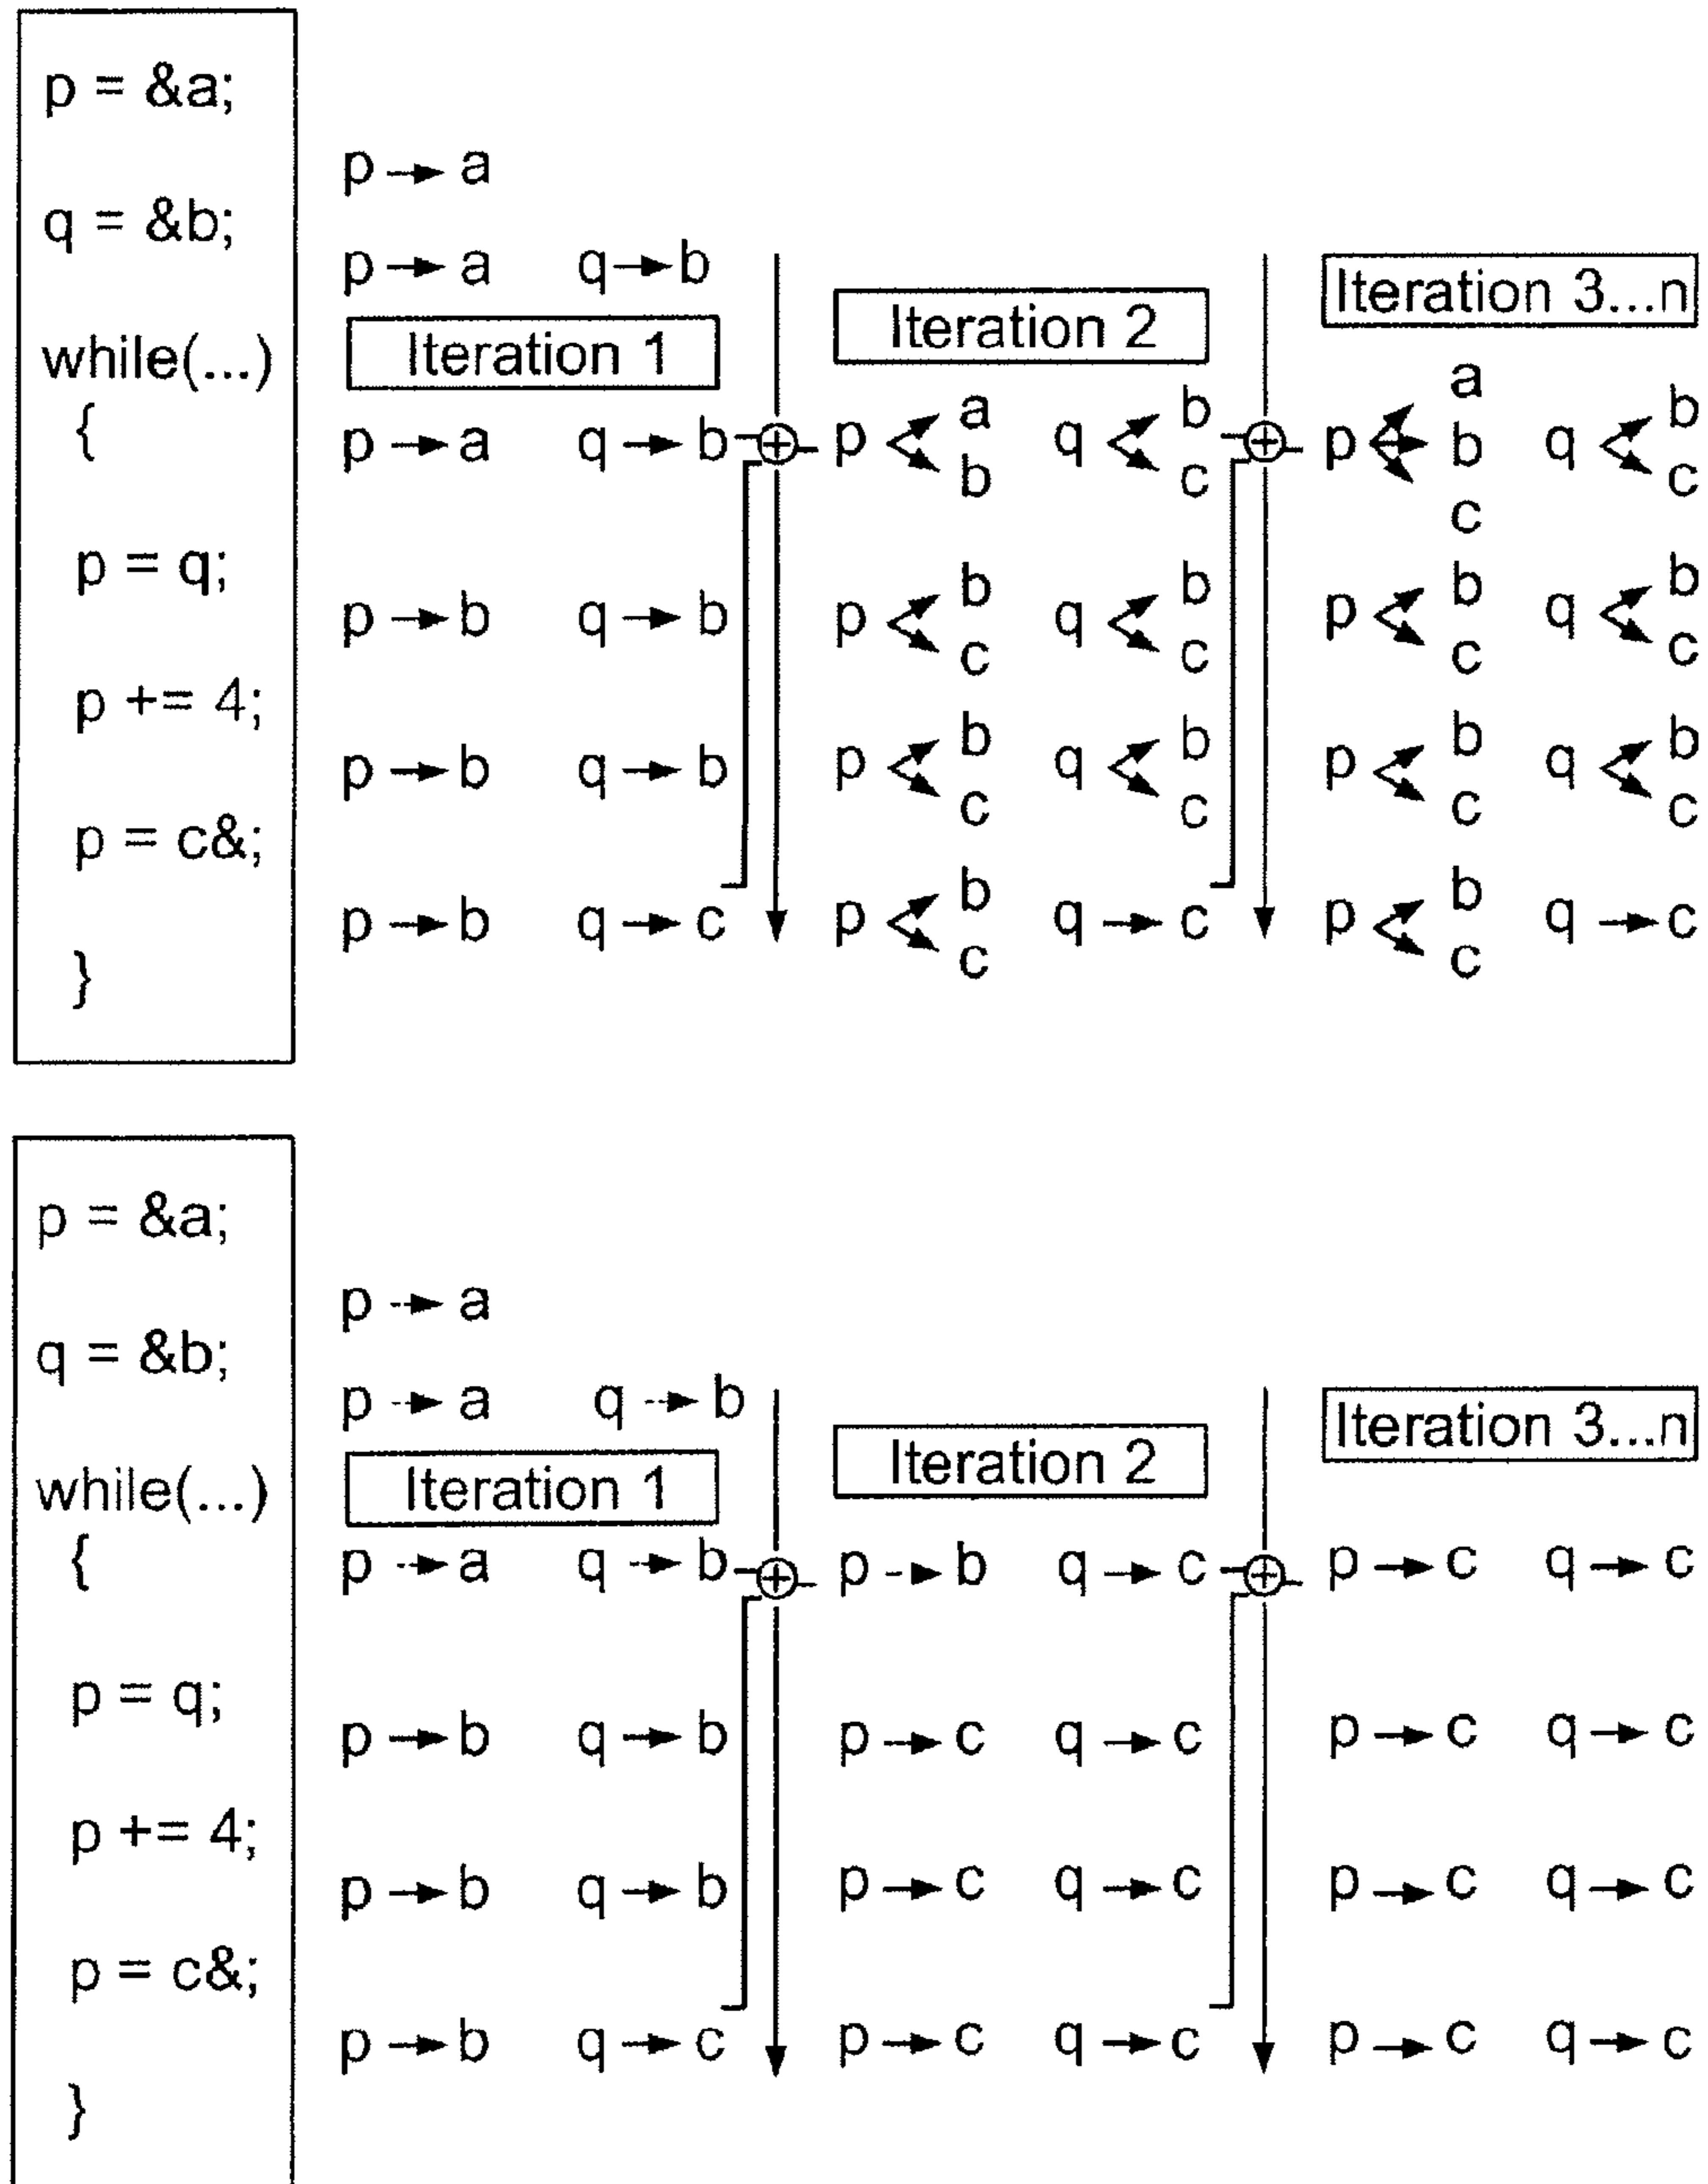 p = &a;
p → a
q = &b;
p → a q → b
Iteration 3...n
Iteration 2
while(...)
Iteration 1
{
p → a q → b
p a b q b c
p a b c q b c
p = q;
p → b q → b
p b c q b c
p b c q b c
p += 4;
p → b q → b
p b c q b c
p b c q b c
p = c&;
p → b q → c
p b c q → c
p b c q → c
}
p = &a;
p → a
q = &b;
p → a q → b
Iteration 3...n
Iteration 2
while(...)
Iteration 1
{
p → a q → b
p → b q → c
p → c q → c
p = q;
p → b q → b
p → c q → c
p → c q → c
p += 4;
p → b q → b
p → c q → c
p → c q → c
p = c&;
p → b q → c
p → c q → c
p → c q → c
}